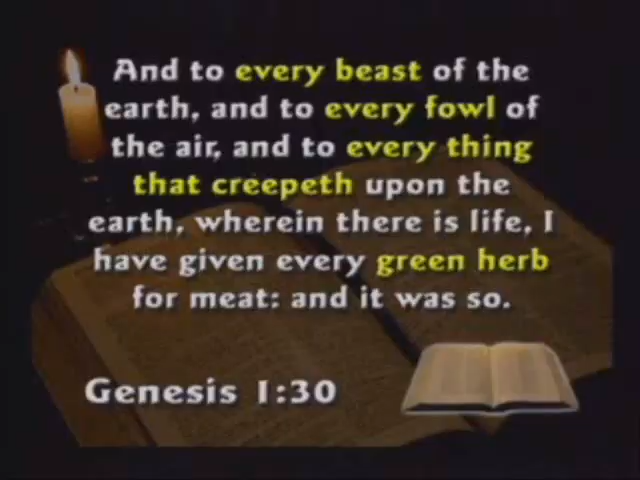 And to every beast of the
earth, and to every fowl of
the air, and to every thing
that creepeth upon the
earth, wherein there is life, I
have given every green herb
for meat: and it was so.
Genesis 1:30